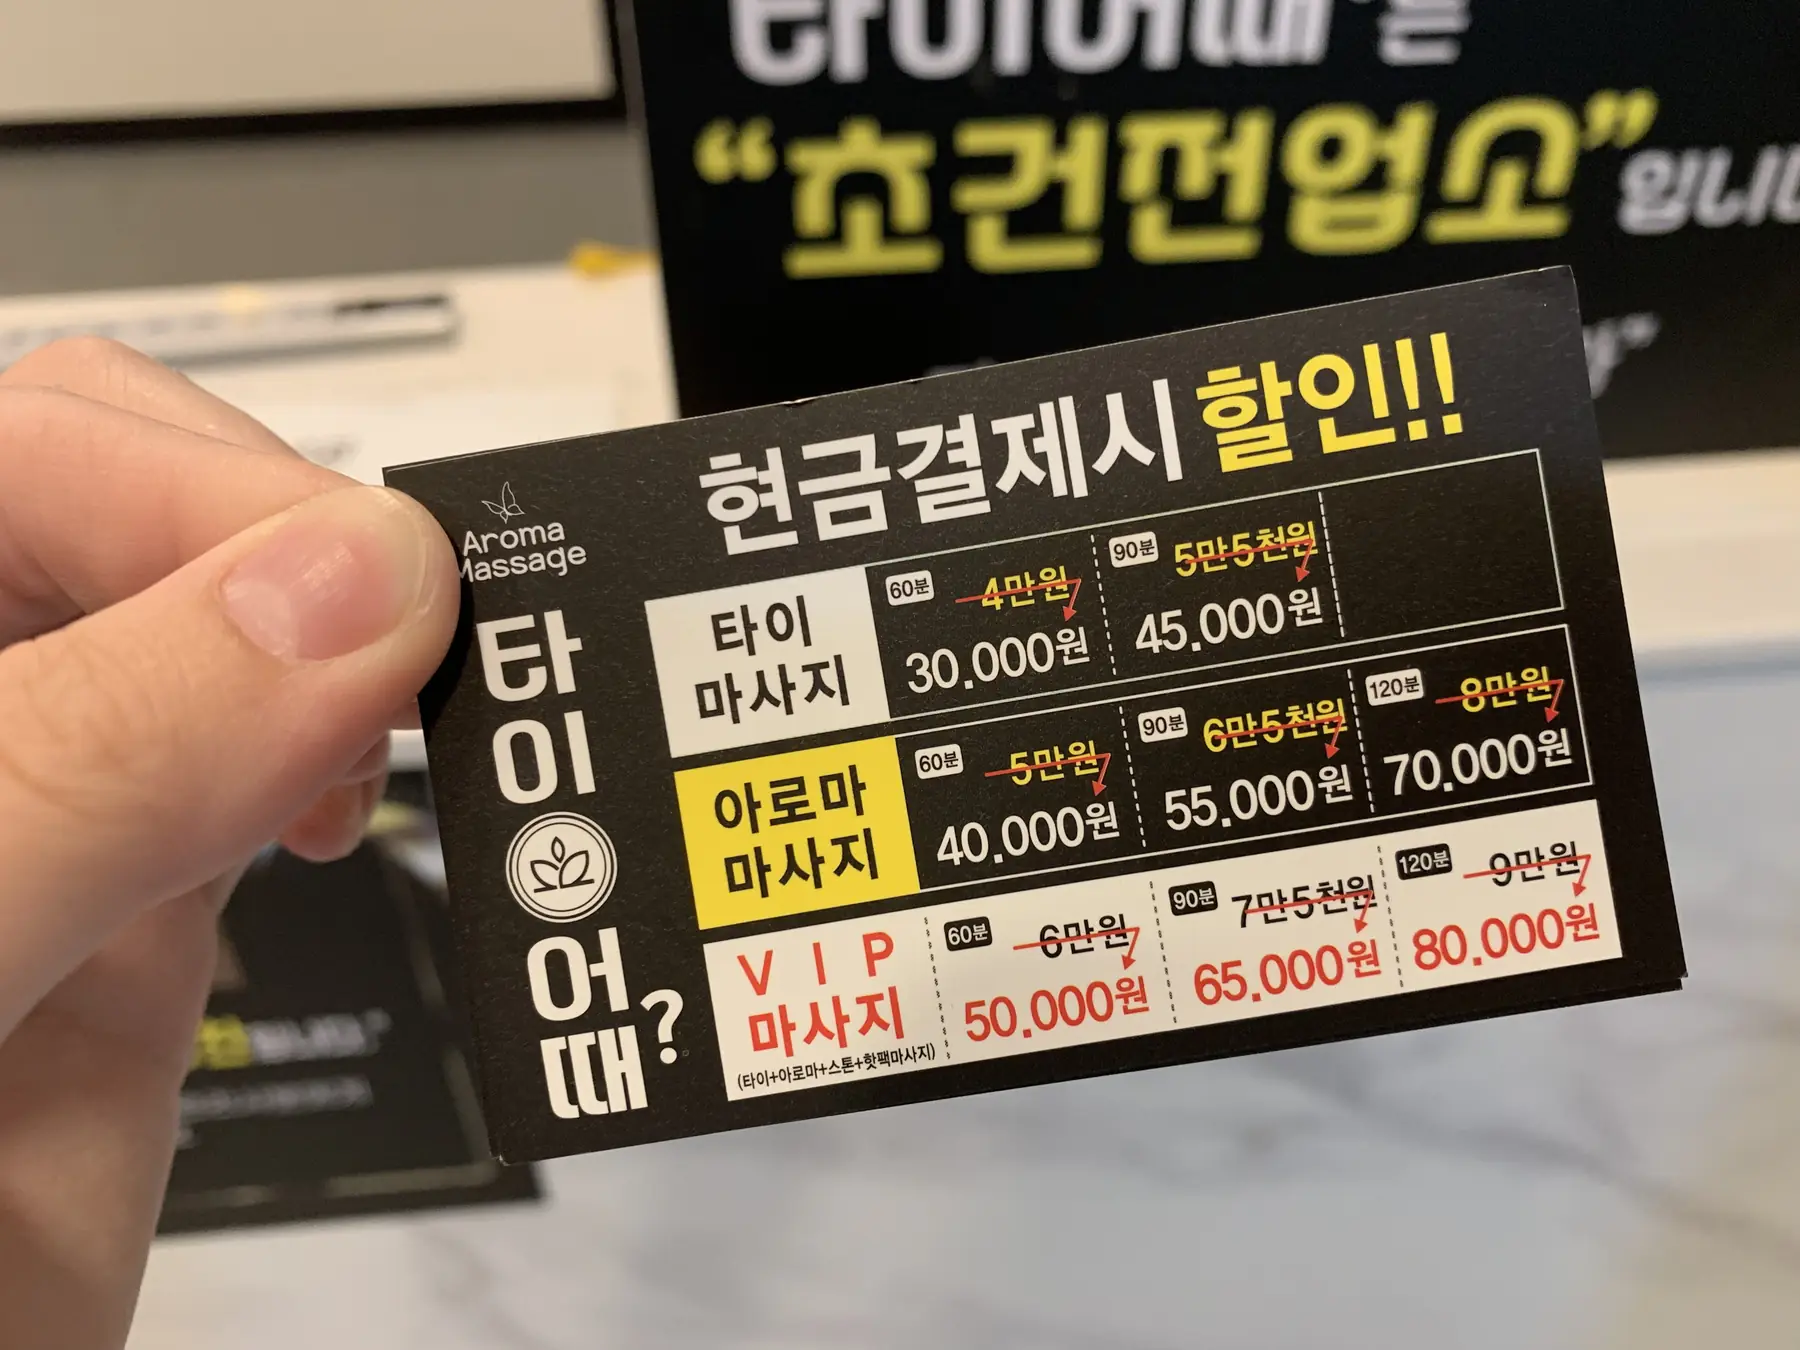 타이어때는
“초건전업소”입니
Aroma
Massage
타이어때?
현금결제시 할인!!
타이
마사지
60분 4만원
30.000원
90분 5만5천원
45.000원
아로마
마사지
60분 5만원
40.000원
90분 6만5천원
55.000원
120분 8만원
70.000원
VIP
마사지
(타이+아로마+스톤+핫팩마사지)
60분 6만원
50.000원
90분 7만5천원
65.000원
120분 9만원
80.000원